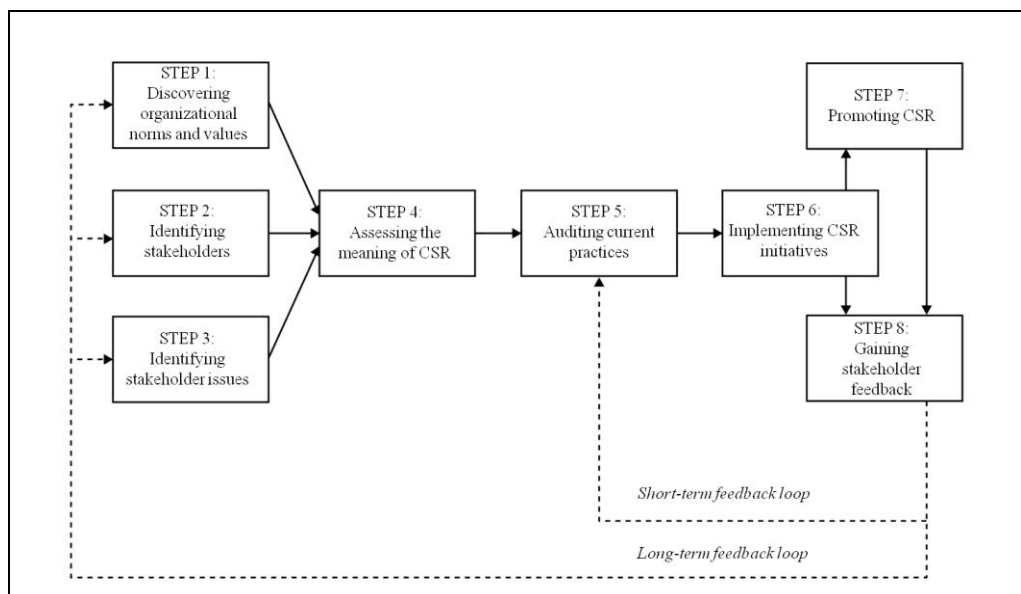 STEP 1:
Discovering
organizational
norms and values
STEP 2:
Identifying
stakeholders
STEP 3:
Identifying
stakeholder issues
STEP 4:
Assessing the
meaning of CSR
STEP 5:
Auditing current
practices
STEP 6:
Implementing CSR
initiatives
STEP 7:
Promoting CSR
STEP 8:
Gaining
stakeholder
feedback
Short-term feedback loop
Long-term feedback loop